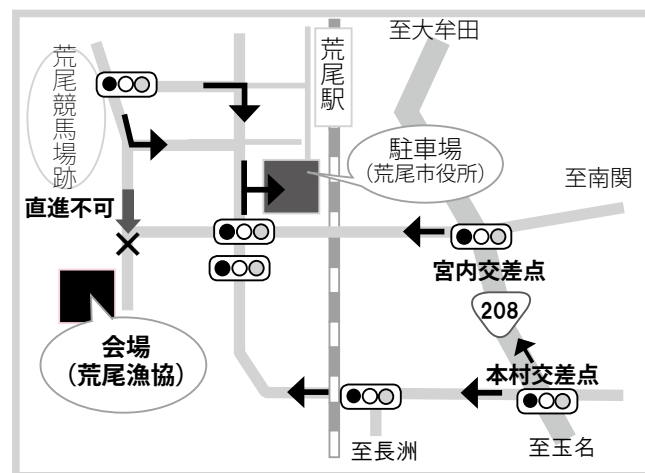 至大牟田
荒尾競馬場跡
荒尾駅
駐車場
(荒尾市役所)
至南関
直進不可
宮内交差点
208
会場
(荒尾漁協)
本村交差点
至長洲
至玉名